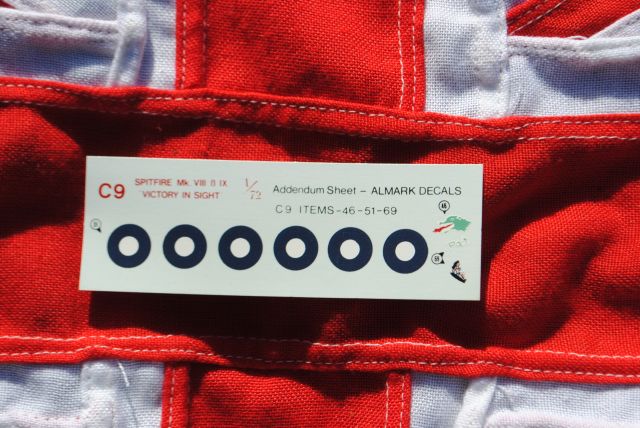 C9
SPITFIRE Mk. VIII & IX
VICTORY IN SIGHT
1/72
Addendum Sheet - ALMARK DECALS
C9 ITEMS-46-51-69
46